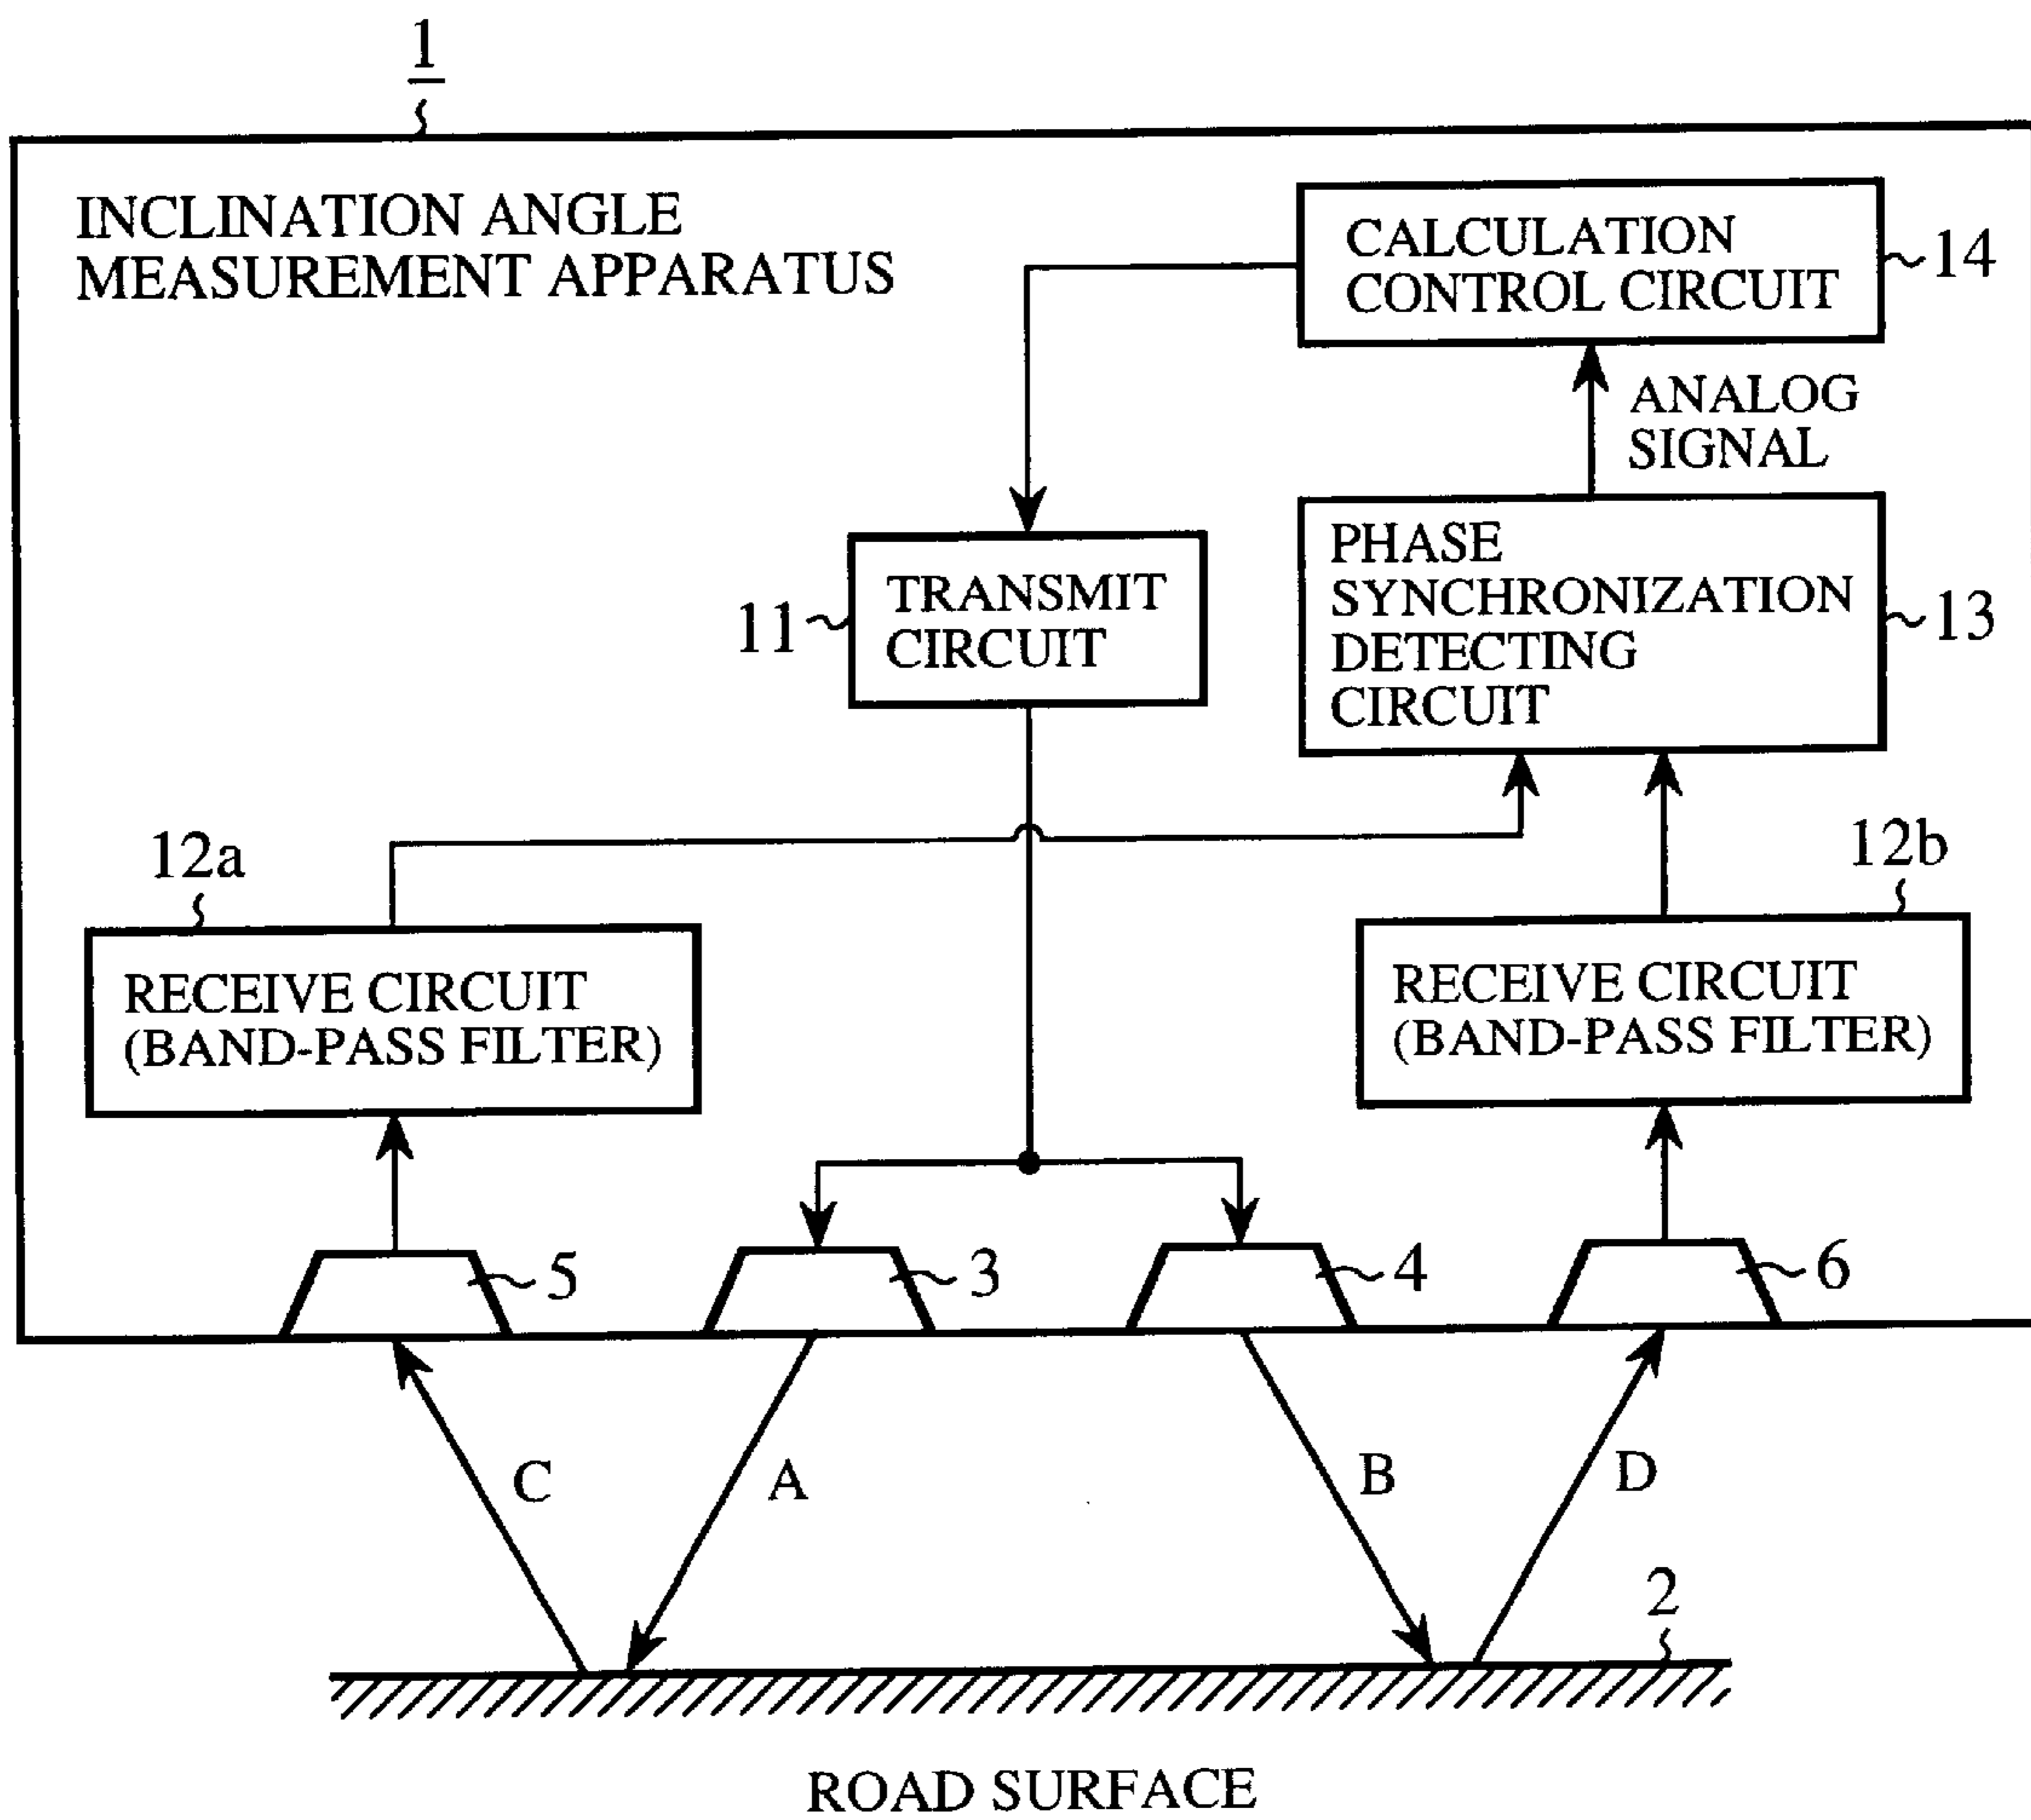 1
INCLINATION ANGLE
MEASUREMENT APPARATUS
CALCULATION
CONTROL CIRCUIT
14
ANALOG
SIGNAL
11
TRANSMIT
CIRCUIT
PHASE
SYNCHRONIZATION
DETECTING
CIRCUIT
13
12a
12b
RECEIVE CIRCUIT
(BAND-PASS FILTER)
RECEIVE CIRCUIT
(BAND-PASS FILTER)
5
3
4
6
C
A
B
D
2
ROAD SURFACE